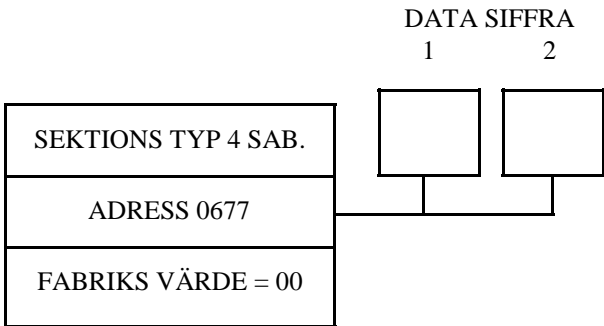 DATA SIFFRA
1 2
SEKTIONS TYP 4 SAB.
ADRESS 0677
FABRIKS VÄRDE = 00